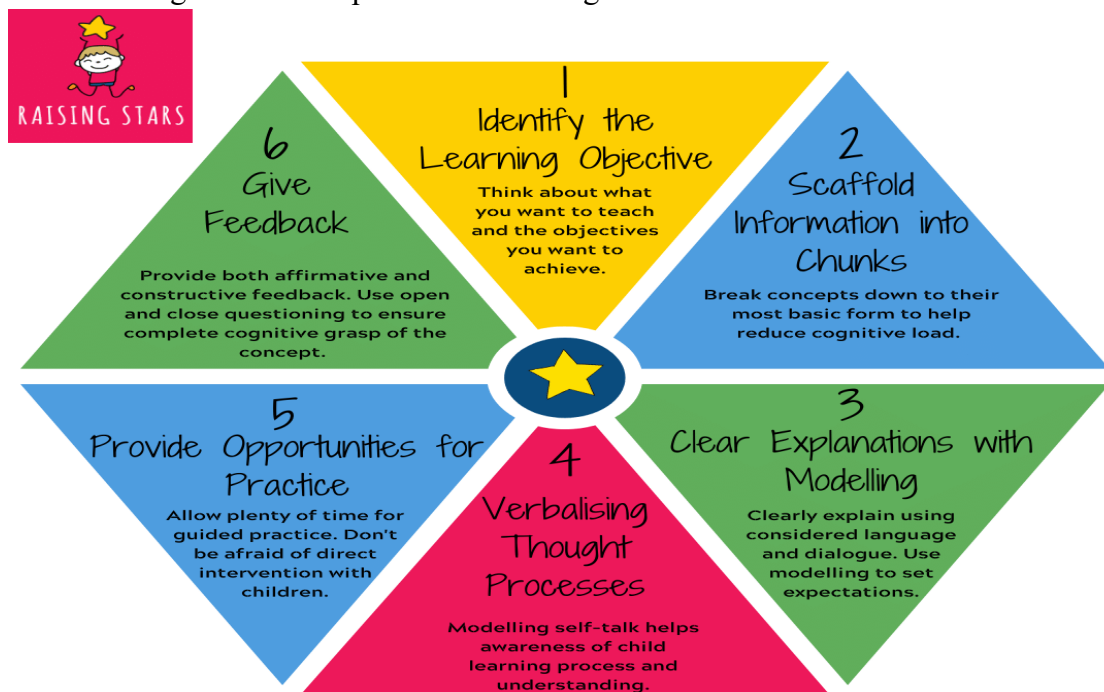 RAISING STARS
1
Identify the
Learning Objective
Think about what
you want to teach
and the objectives
you want to
achieve.
2
Scaffold
Information into
Chunks
Break concepts down to their
most basic form to help
reduce cognitive load.
3
Clear Explanations with
Modelling
Clearly explain using
considered language
and dialogue. Use
modelling to set
expectations.
4
Verbalising
Thought
Processes
Modelling self-talk helps
awareness of child
learning process and
understanding.
5
Provide Opportunities for
Practice
Allow plenty of time for
guided practice. Don't
be afraid of direct
intervention with
children.
6
Give
Feedback
Provide both affirmative and
constructive feedback. Use open
and close questioning to ensure
complete cognitive grasp of the
concept.